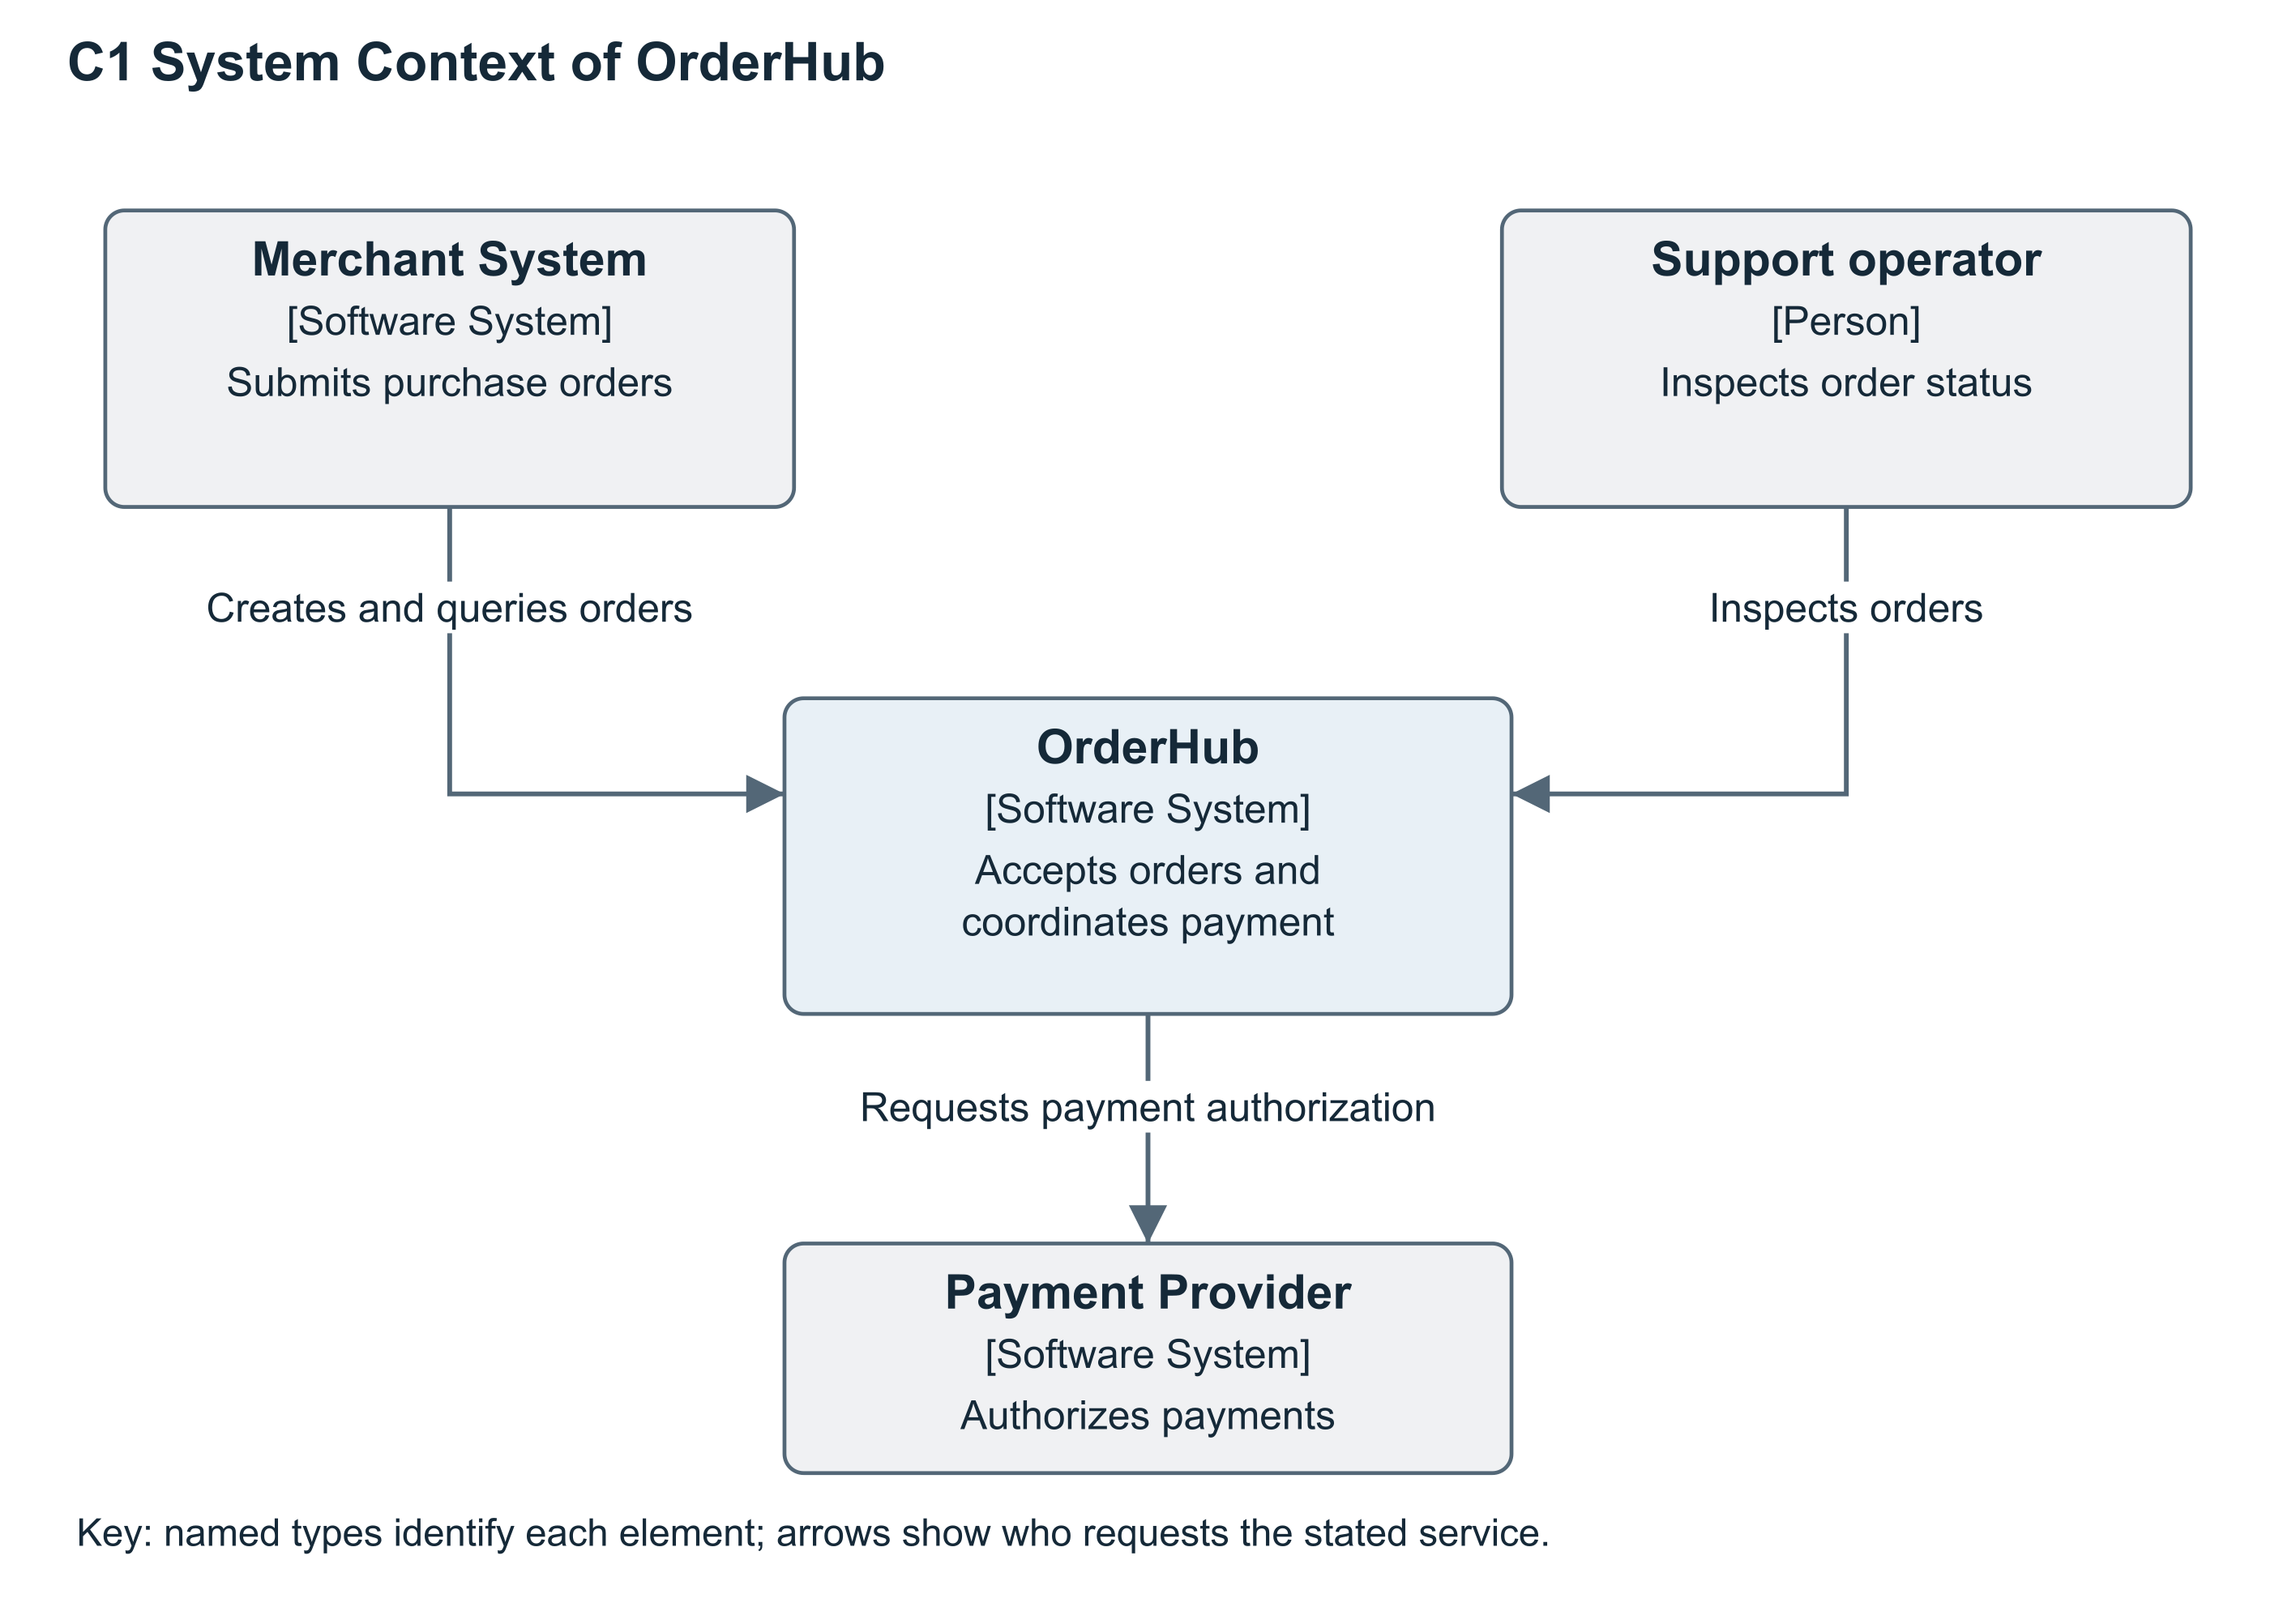 C1 System Context of OrderHub
Merchant System
[Software System]
Submits purchase orders
Support operator
[Person]
Inspects order status
Creates and queries orders
Inspects orders
OrderHub
[Software System]
Accepts orders and
coordinates payment
Requests payment authorization
Payment Provider
[Software System]
Authorizes payments
Key: named types identify each element; arrows show who requests the stated service.